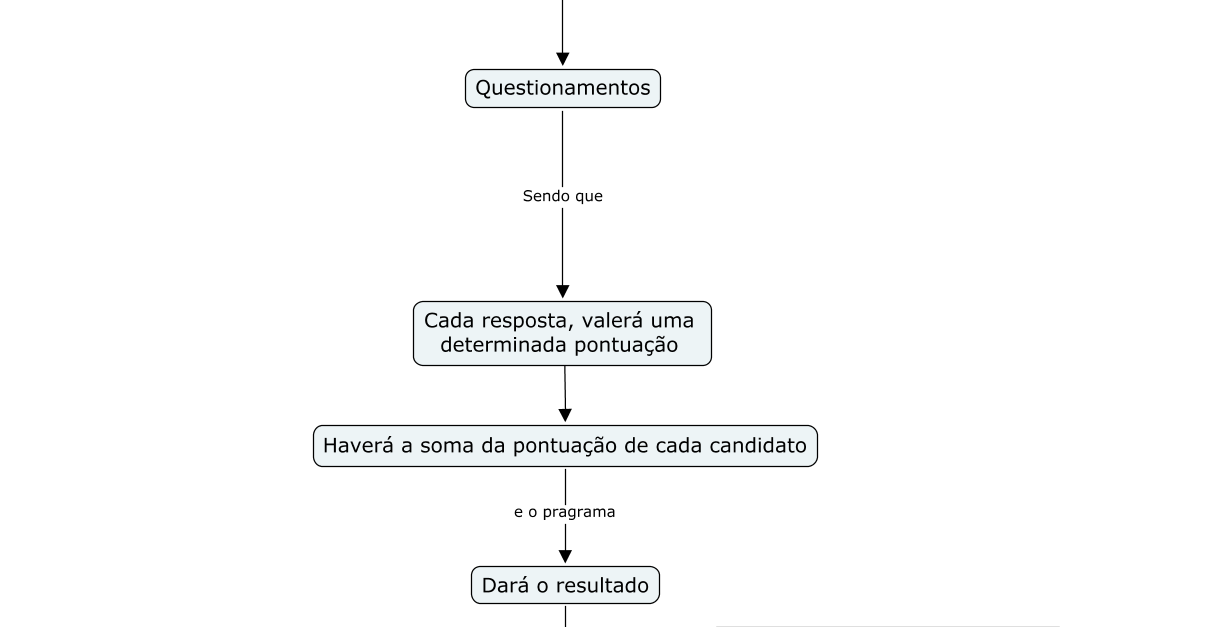 Questionamentos
Sendo que
Cada resposta, valerá uma
determinada pontuação
Haverá a soma da pontuação de cada candidato
e o pragrama
Dará o resultado